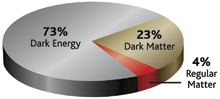 73%
Dark Energy
23%
Dark Matter
4%
Regular
Matter